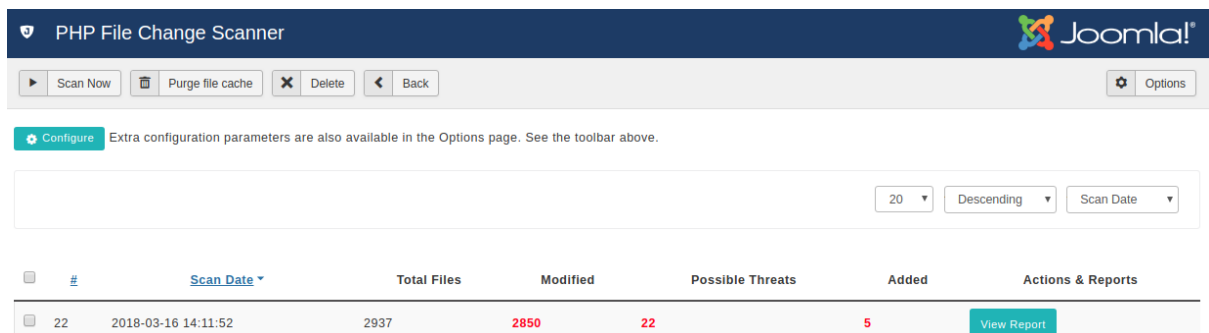 PHP File Change Scanner
Joomla!®
Scan Now Purge file cache Delete Back Options
Configure Extra configuration parameters are also available in the Options page. See the toolbar above.
20 Descending Scan Date
# Scan Date Total Files Modified Possible Threats Added Actions & Reports
22 2018-03-16 14:11:52 2937 2850 22 5 View Report